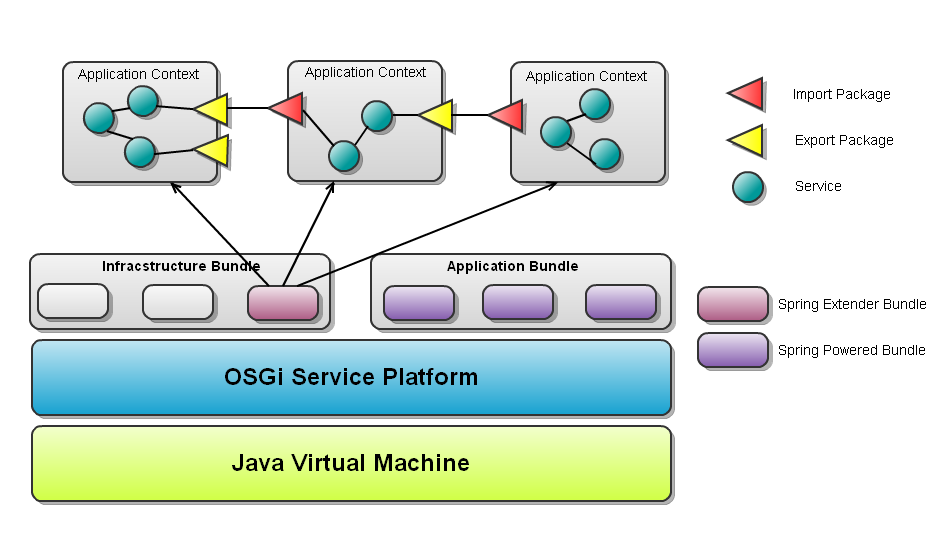 Application Context
Application Context
Application Context
Import Package
Export Package
Service
Infracstructure Bundle
Application Bundle
Spring Extender Bundle
Spring Powered Bundle
OSGi Service Platform
Java Virtual Machine